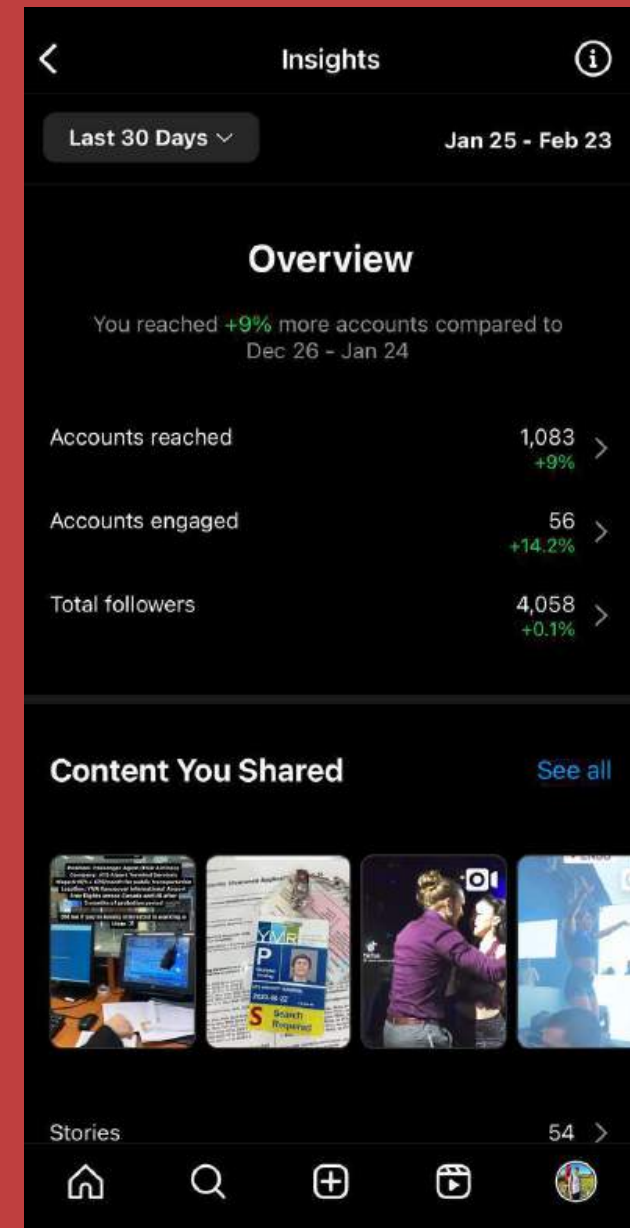 Insights
Last 30 Days
Jan 25 - Feb 23
Overview
You reached +9% more accounts compared to
Dec 26 - Jan 24
Accounts reached
1,083
+9%
Accounts engaged
56
+14.2%
Total followers
4,058
+0.1%
Content You Shared
See all
YVR
P
S Search
Required
Stories
54